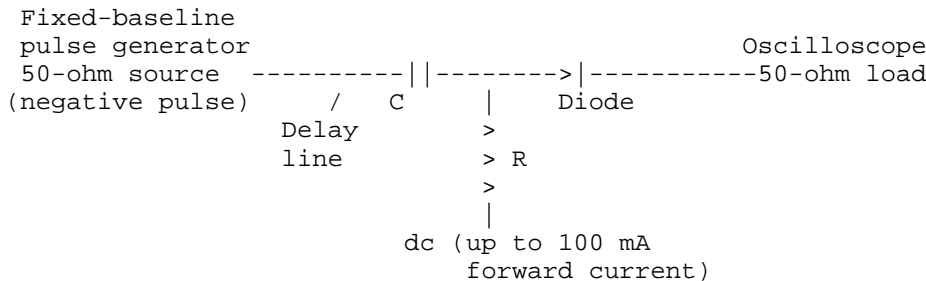 Fixed-baseline
pulse generator                              Oscilloscope
50-ohm source  ----------||-------->|-----------50-ohm load
(negative pulse)     /   C     |    Diode
Delay         >
line          > R
>
|
dc (up to 100 mA
forward current)